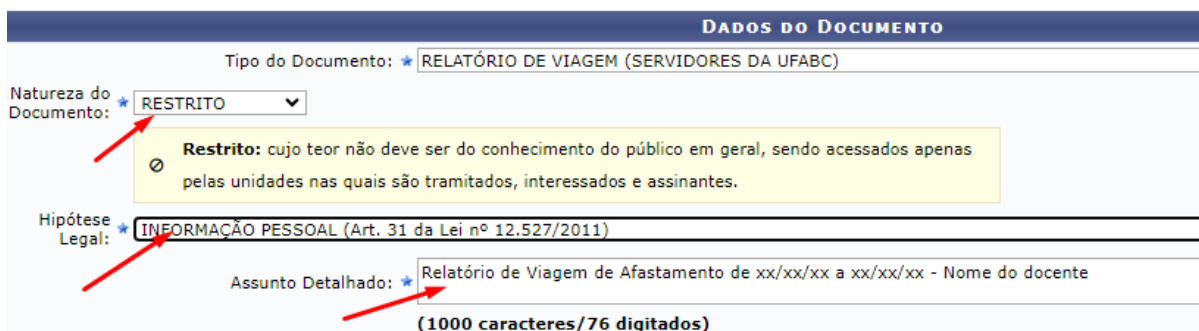 DADOS DO DOCUMENTO
Tipo do Documento: ★ RELATÓRIO DE VIAGEM (SERVIDORES DA UFABC)
Natureza do
Documento: ★ RESTRITO
Restrito: cujo teor não deve ser do conhecimento do público em geral, sendo acessados apenas
pelas unidades nas quais são tramitados, interessados e assinantes.
Hipótese
Legal: ★ INFORMAÇÃO PESSOAL (Art. 31 da Lei nº 12.527/2011)
Assunto Detalhado: ★ Relatório de Viagem de Afastamento de xx/xx/xx a xx/xx/xx - Nome do docente
(1000 caracteres/76 digitados)